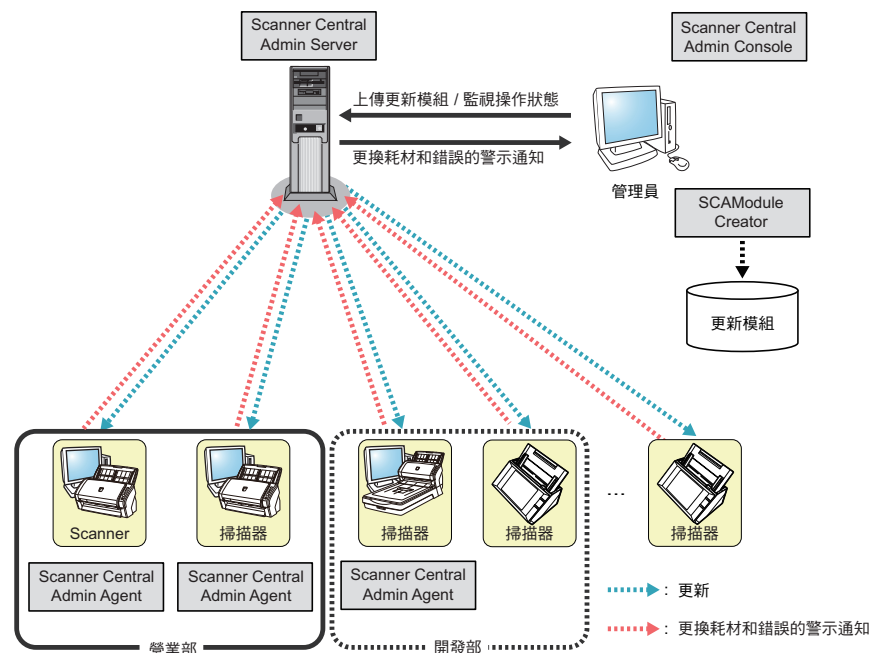 Scanner Central
Admin Server
Scanner Central
Admin Console
上傳更新模組 / 監視操作狀態
更換耗材和錯誤的警示通知
管理員
SCAModule
Creator
更新模組
Scanner
掃描器
掃描器
掃描器
...
掃描器
Scanner Central
Admin Agent
Scanner Central
Admin Agent
Scanner Central
Admin Agent
：更新
：更換耗材和錯誤的警示通知
營業部
開發部